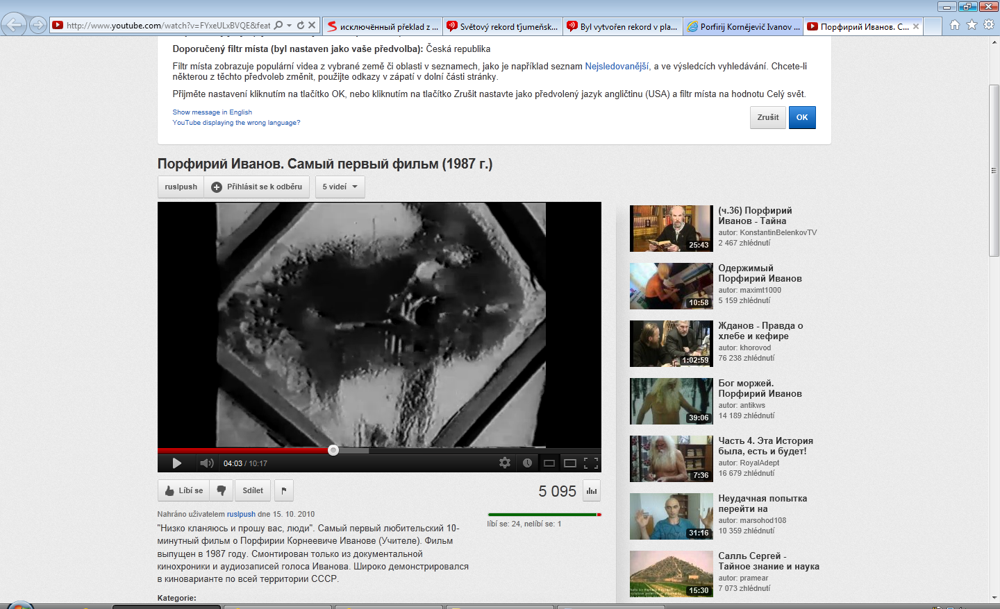 http://www.youtube.com/watch?v=FYxeULxBVQE&feat
исключённый překlad z ...
Světový rekord tjumeňsk...
Byl vytvořen rekord v pla...
Porfirij Kornějevič Ivanov ...
Порфирий Иванов. С...
Doporučený filtr místa (byl nastaven jako vaše předvolba): Česká republika
Filtr místa zobrazuje populární videa z vybrané země či oblasti v seznamech, jako je například seznam Nejsledovanější, a ve výsledcích vyhledávání. Chcete-li
některou z těchto předvoleb změnit, použijte odkazy v zápatí v dolní části stránky.
Přijměte nastavení kliknutím na tlačítko OK, nebo kliknutím na tlačítko Zrušit nastavte jako předvolený jazyk angličtinu (USA) a filtr místa na hodnotu Celý svět.
Show message in English
YouTube displaying the wrong language?
Zrušit
OK
Порфирий Иванов. Самый первый фильм (1987 г.)
ruslpush
Přihlásit se k odběru
5 videí
04:03 / 10:17
Líbí se
Sdílet
5 095
Nahráno uživatelem ruslpush dne 15. 10. 2010
líbí se: 24, nelíbí se: 1
"Низко кланяюсь и прошу вас, люди". Самый первый любительский 10-
минутный фильм о Порфирии Корнеевиче Иванове (Учителе). Фильм
выпущен в 1987 году. Смонтирован только из документальной
кинохроники и аудиозаписей голоса Иванова. Широко демонстрировался
в киноварианте по всей территории СССР.
Kategorie:
25:43
(ч.36) Порфирий
Иванов - Тайна
autor: KonstantinBelenkovTV
2 467 zhlédnutí
10:58
Одержимый
Порфирий Иванов
autor: maximt1000
5 159 zhlédnutí
1:02:59
Жданов - Правда о
хлебе и кефире
autor: khorovod
76 238 zhlédnutí
39:06
Бог моржей.
Порфирий Иванов
autor: antikws
14 189 zhlédnutí
7:36
Часть 4. Эта История
была, есть и будет!
autor: RoyalAdept
16 679 zhlédnutí
31:16
Неудачная попытка
перейти на
autor: marsohod108
10 359 zhlédnutí
15:30
Салль Сергей -
Тайное знание и наука
autor: pramear
7 073 zhlédnutí